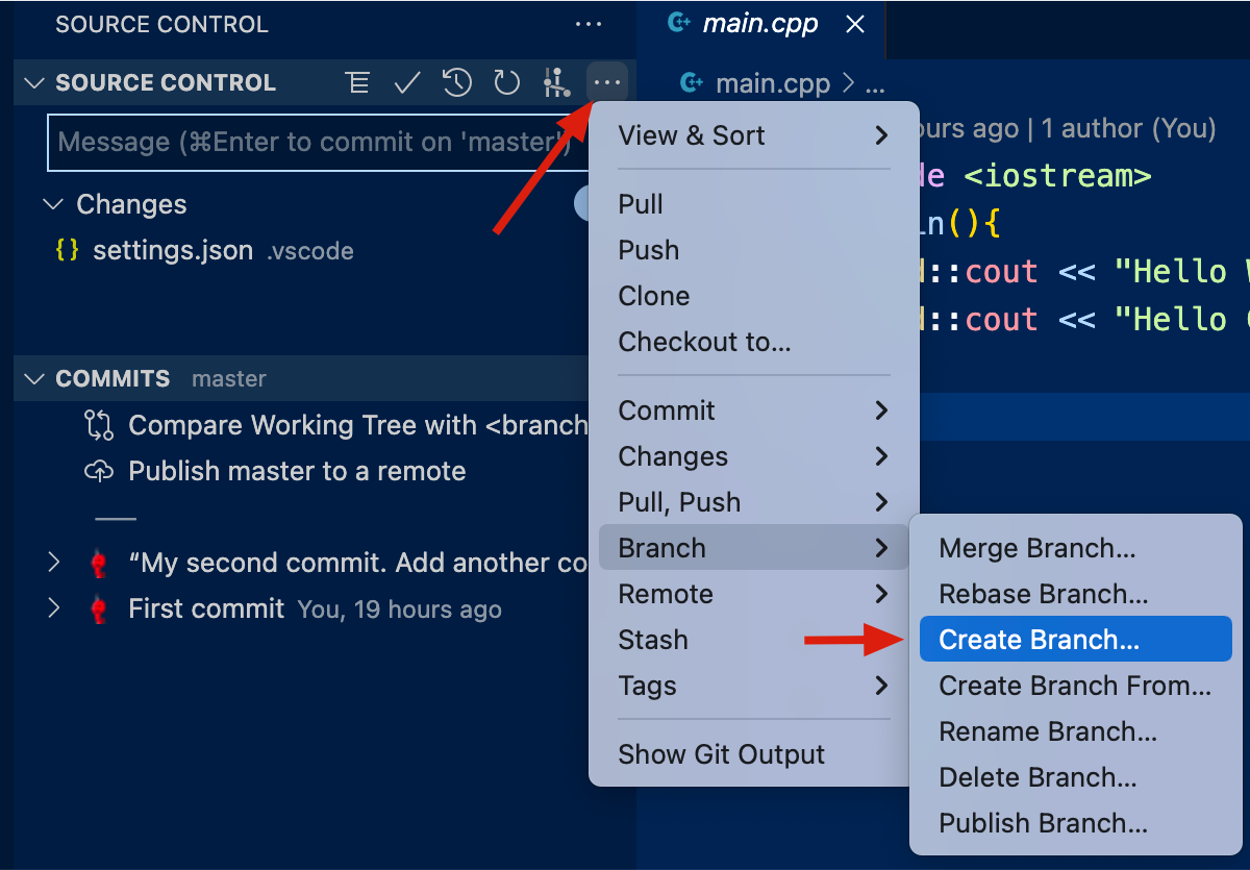 SOURCE CONTROL
main.cpp
SOURCE CONTROL
main.cpp > ...
Message (⌘Enter to commit on 'master')
ours ago | 1 author (You)
Changes
<iostream>
settings.json .vscode
(){
::cout << "Hello
::cout << "Hello
COMMITS master
Compare Working Tree with <branch
Publish master to a remote
“My second commit. Add another co
First commit You, 19 hours ago
View & Sort
Pull
Push
Clone
Checkout to...
Commit
Changes
Pull, Push
Branch
Remote
Stash
Tags
Show Git Output
Merge Branch...
Rebase Branch...
Create Branch...
Create Branch From...
Rename Branch...
Delete Branch...
Publish Branch...